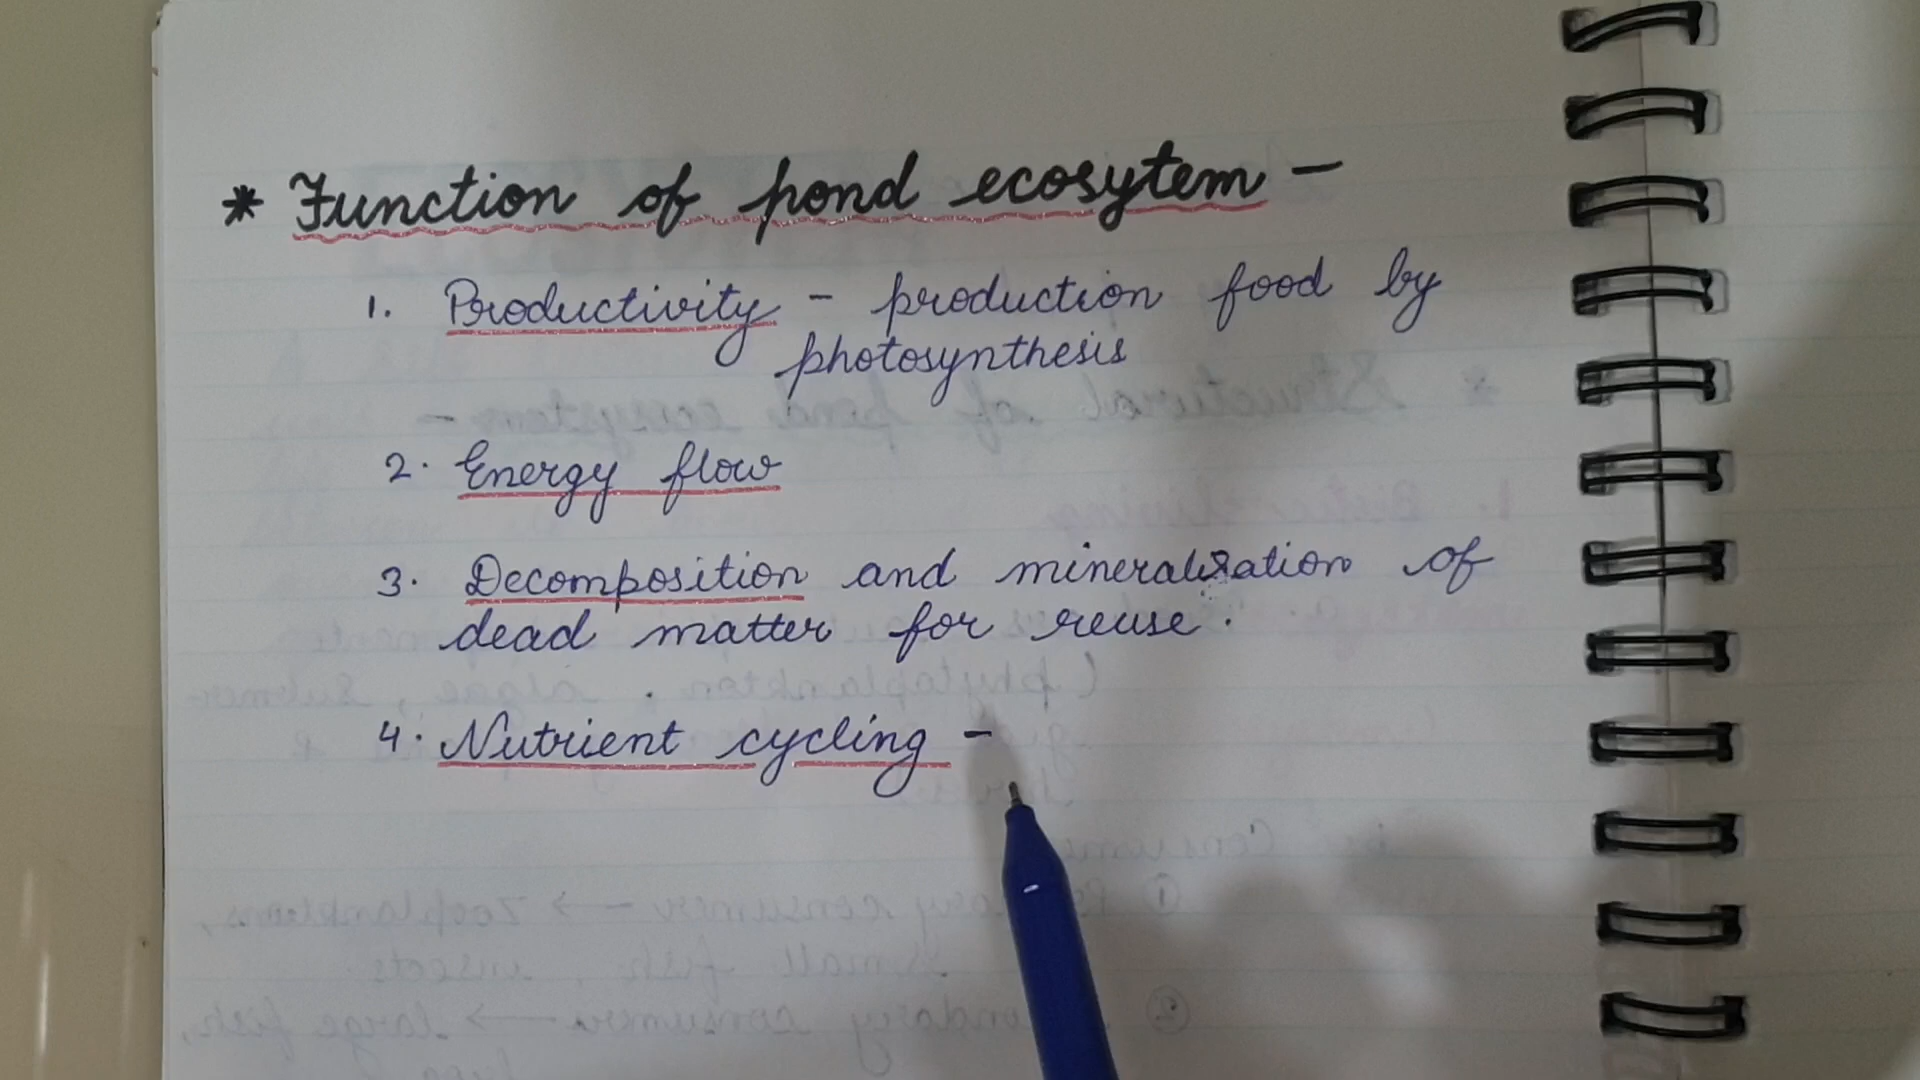 * Function of pond ecosytem -
1. Productivity - production food by
photosynthesis
2. Energy flow
3. Decomposition and mineralisation of
dead matter for reuse.
4. Nutrient cycling -